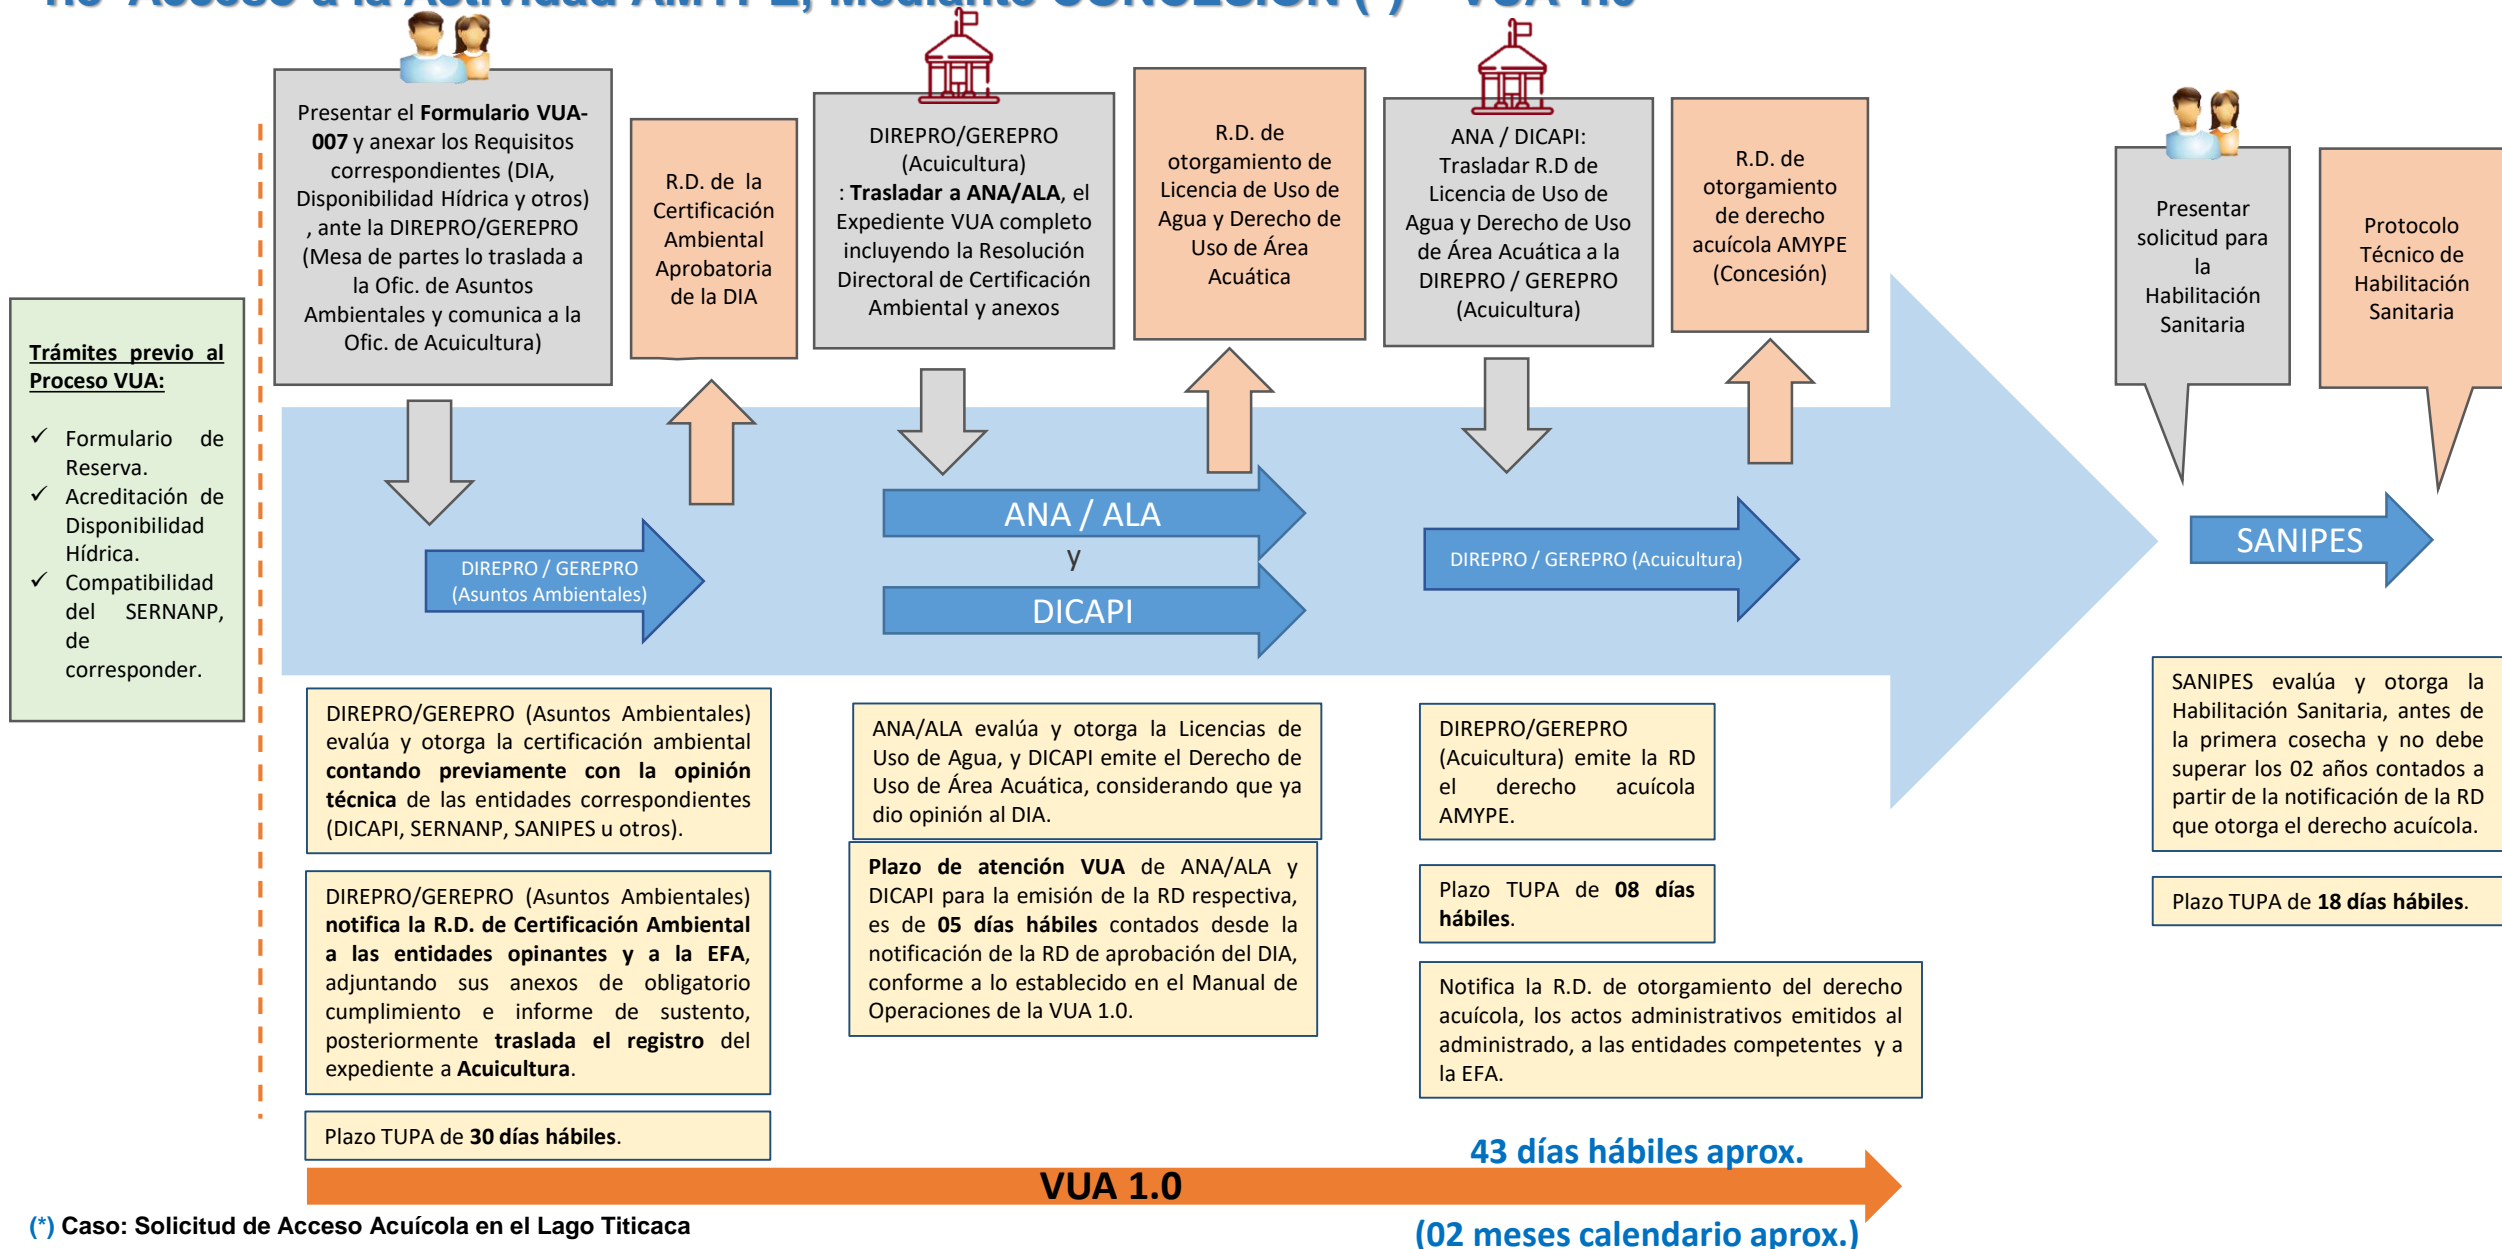 Acceso a la Actividad AMYPE, Mediante CONCESIÓN (*) – VUA 1.0
Trámites previo al
Proceso VUA:
✓ Formulario de
Reserva.
✓ Acreditación de
Disponibilidad
Hídrica.
✓ Compatibilidad
del SERNANP,
de
corresponder.
Presentar el Formulario VUA-
007 y anexar los Requisitos
correspondientes (DIA,
Disponibilidad Hídrica y otros)
, ante la DIREPRO/GEREPRO
(Mesa de partes lo traslada a
la Ofic. de Asuntos
Ambientales y comunica a la
Ofic. de Acuicultura)
R.D. de la
Certificación
Ambiental
Aprobatoria
de la DIA
DIREPRO/GEREPRO
(Acuicultura)
: Trasladar a ANA/ALA, el
Expediente VUA completo
incluyendo la Resolución
Directoral de Certificación
Ambiental y anexos
R.D. de
otorgamiento de
Licencia de Uso de
Agua y Derecho de
Uso de Área
Acuática
ANA / DICAPI:
Trasladar R.D de
Licencia de Uso de
Agua y Derecho de Uso
de Área Acuática a la
DIREPRO / GEREPRO
(Acuicultura)
R.D. de
otorgamiento
de derecho
acuícola AMYPE
(Concesión)
Presentar
solicitud para
la
Habilitación
Sanitaria
Protocolo
Técnico de
Habilitación
Sanitaria
DIREPRO / GEREPRO
(Asuntos Ambientales)
ANA / ALA
y
DICAPI
DIREPRO / GEREPRO (Acuicultura)
SANIPES
DIREPRO/GEREPRO (Asuntos Ambientales)
evalúa y otorga la certificación ambiental
contando previamente con la opinión
técnica de las entidades correspondientes
(DICAPI, SERNANP, SANIPES u otros).
DIREPRO/GEREPRO (Asuntos Ambientales)
notifica la R.D. de Certificación Ambiental
a las entidades opinantes y a la EFA,
adjuntando sus anexos de obligatorio
cumplimiento e informe de sustento,
posteriormente traslada el registro del
expediente a Acuicultura.
Plazo TUPA de 30 días hábiles.
ANA/ALA evalúa y otorga la Licencias de
Uso de Agua, y DICAPI emite el Derecho de
Uso de Área Acuática, considerando que ya
dio opinión al DIA.
Plazo de atención VUA de ANA/ALA y
DICAPI para la emisión de la RD respectiva,
es de 05 días hábiles contados desde la
notificación de la RD de aprobación del DIA,
conforme a lo establecido en el Manual de
Operaciones de la VUA 1.0.
DIREPRO/GEREPRO
(Acuicultura) emite la RD
el derecho acuícola
AMYPE.
Plazo TUPA de 08 días
hábiles.
Notifica la R.D. de otorgamiento del derecho
acuícola, los actos administrativos emitidos al
administrado, a las entidades competentes y a
la EFA.
SANIPES evalúa y otorga la
Habilitación Sanitaria, antes de
la primera cosecha y no debe
superar los 02 años contados a
partir de la notificación de la RD
que otorga el derecho acuícola.
Plazo TUPA de 18 días hábiles.
43 días hábiles aprox.
VUA 1.0
(*) Caso: Solicitud de Acceso Acuícola en el Lago Titicaca
(02 meses calendario aprox.)